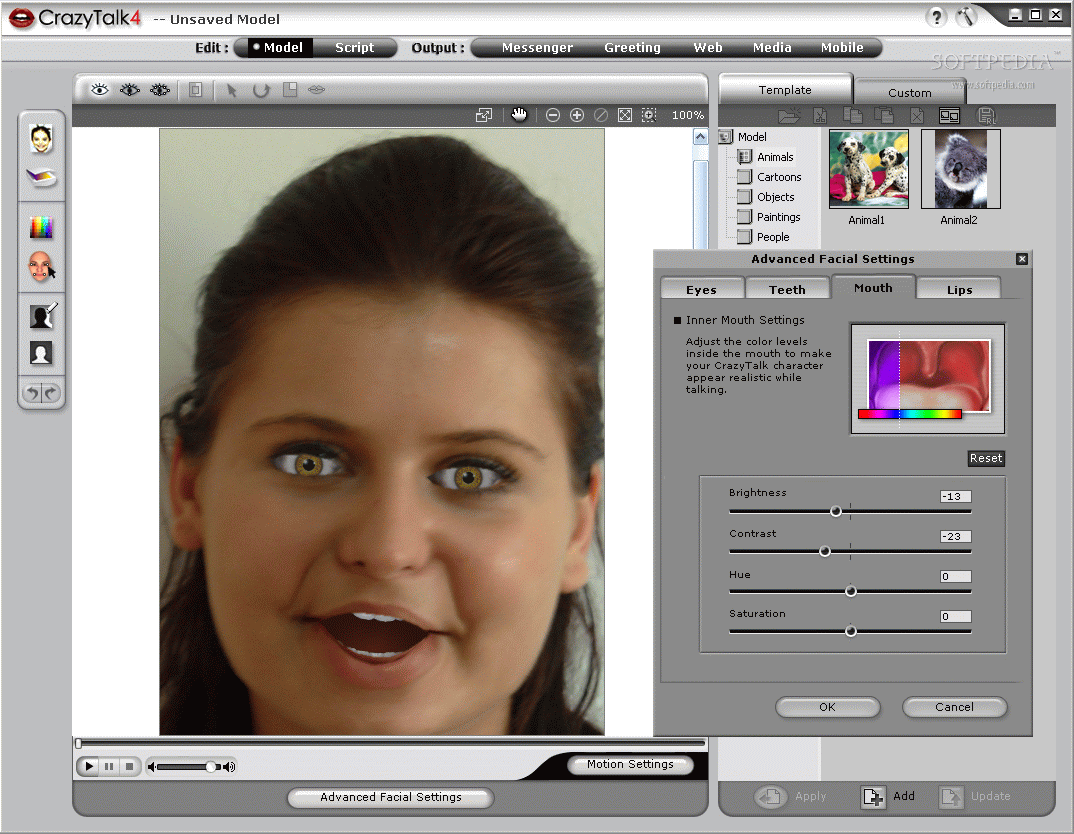 CrazyTalk4 -- Unsaved Model
?
Edit : Model Script Output : Messenger Greeting Web Media Mobile
SOFTPEDIA™
www.softpedia.com
Template Custom
100%
Model
Animals
Cartoons
Objects
Paintings
People
Animal1 Animal2
Advanced Facial Settings
Eyes Teeth Mouth Lips
Inner Mouth Settings
Adjust the color levels
inside the mouth to make
your CrazyTalk character
appear realistic while
talking.
Reset
Brightness -13
Contrast -23
Hue 0
Saturation 0
OK Cancel
Motion Settings
Advanced Facial Settings
Apply Add Update